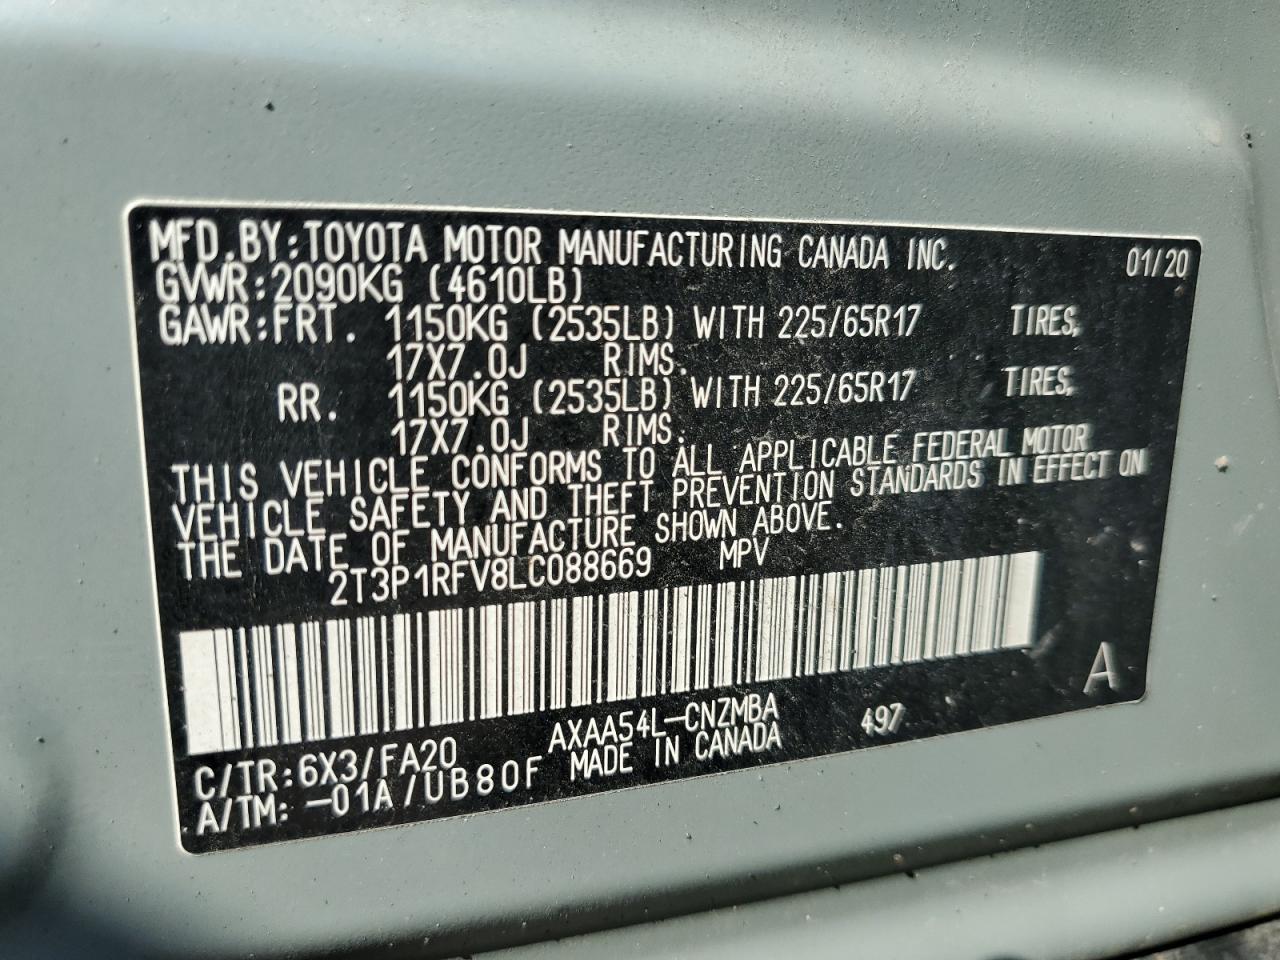 MFD.BY:TOYOTA MOTOR MANUFACTURING CANADA INC. 01/20
GVWR:2090KG (4610LB)
GAWR:FRT. 1150KG (2535LB) WITH 225/65R17 TIRES,
17X7.0J RIMS.
RR. 1150KG (2535LB) WITH 225/65R17 TIRES,
17X7.0J RIMS.
THIS VEHICLE CONFORMS TO ALL APPLICABLE FEDERAL MOTOR
VEHICLE SAFETY AND THEFT PREVENTION STANDARDS IN EFFECT ON
THE DATE OF MANUFACTURE SHOWN ABOVE.
2T3P1RFV8LC088669 MPV
A
C/TR:6X3/FA20 AXAA54L-CNZMBA 497
A/TM:-01A/UB80F MADE IN CANADA